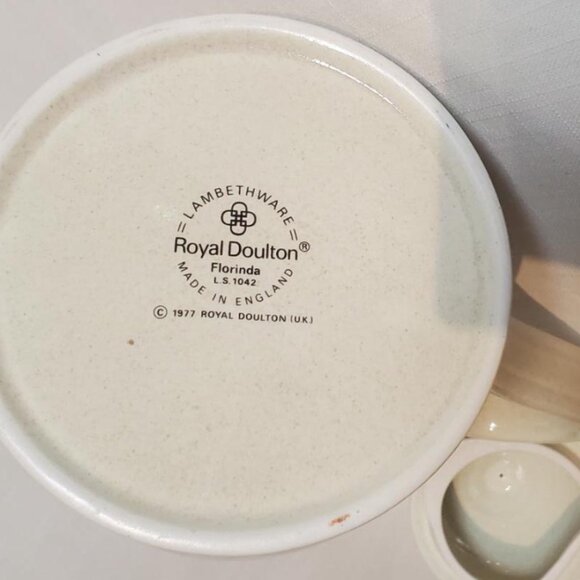 =LAMBETHWARE=
Royal Doulton®
Florinda
L.S.1042
MADE IN ENGLAND
© 1977 ROYAL DOULTON (U.K.)